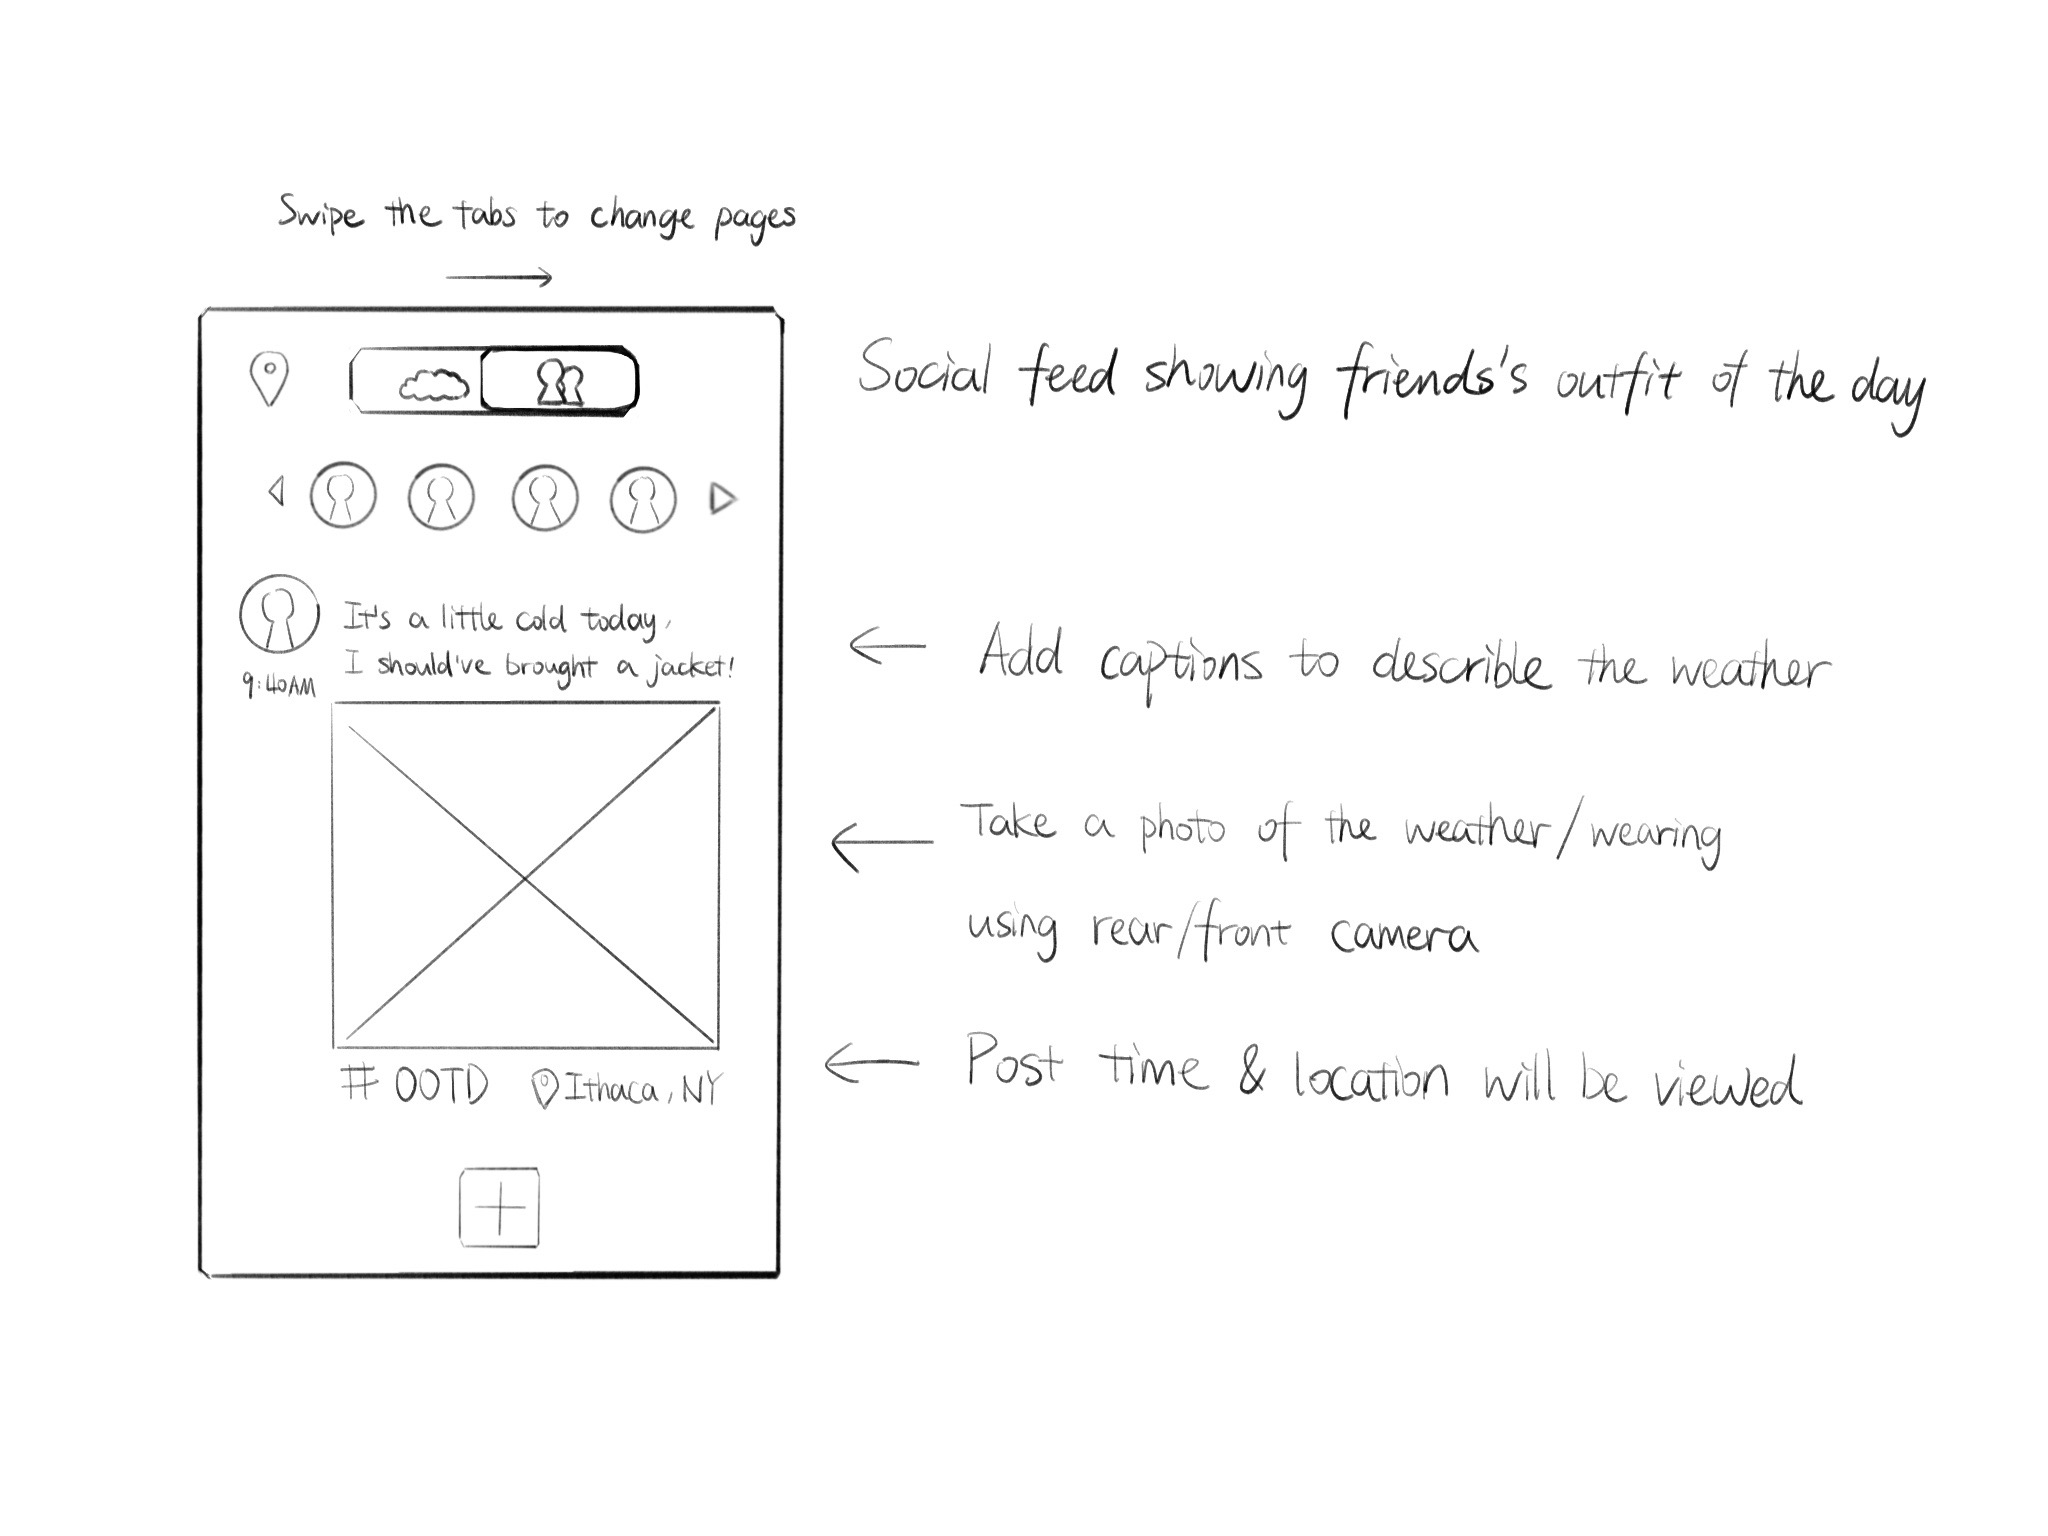 Swipe the tabs to change pages
Social feed showing friends's outfit of the day
It's a little cold today,
I should've brought a jacket!
9:40AM
Add captions to describle the weather
Take a photo of the weather/wearing
using rear/front camera
# OOTD Ithaca, NY
Post time & location will be viewed